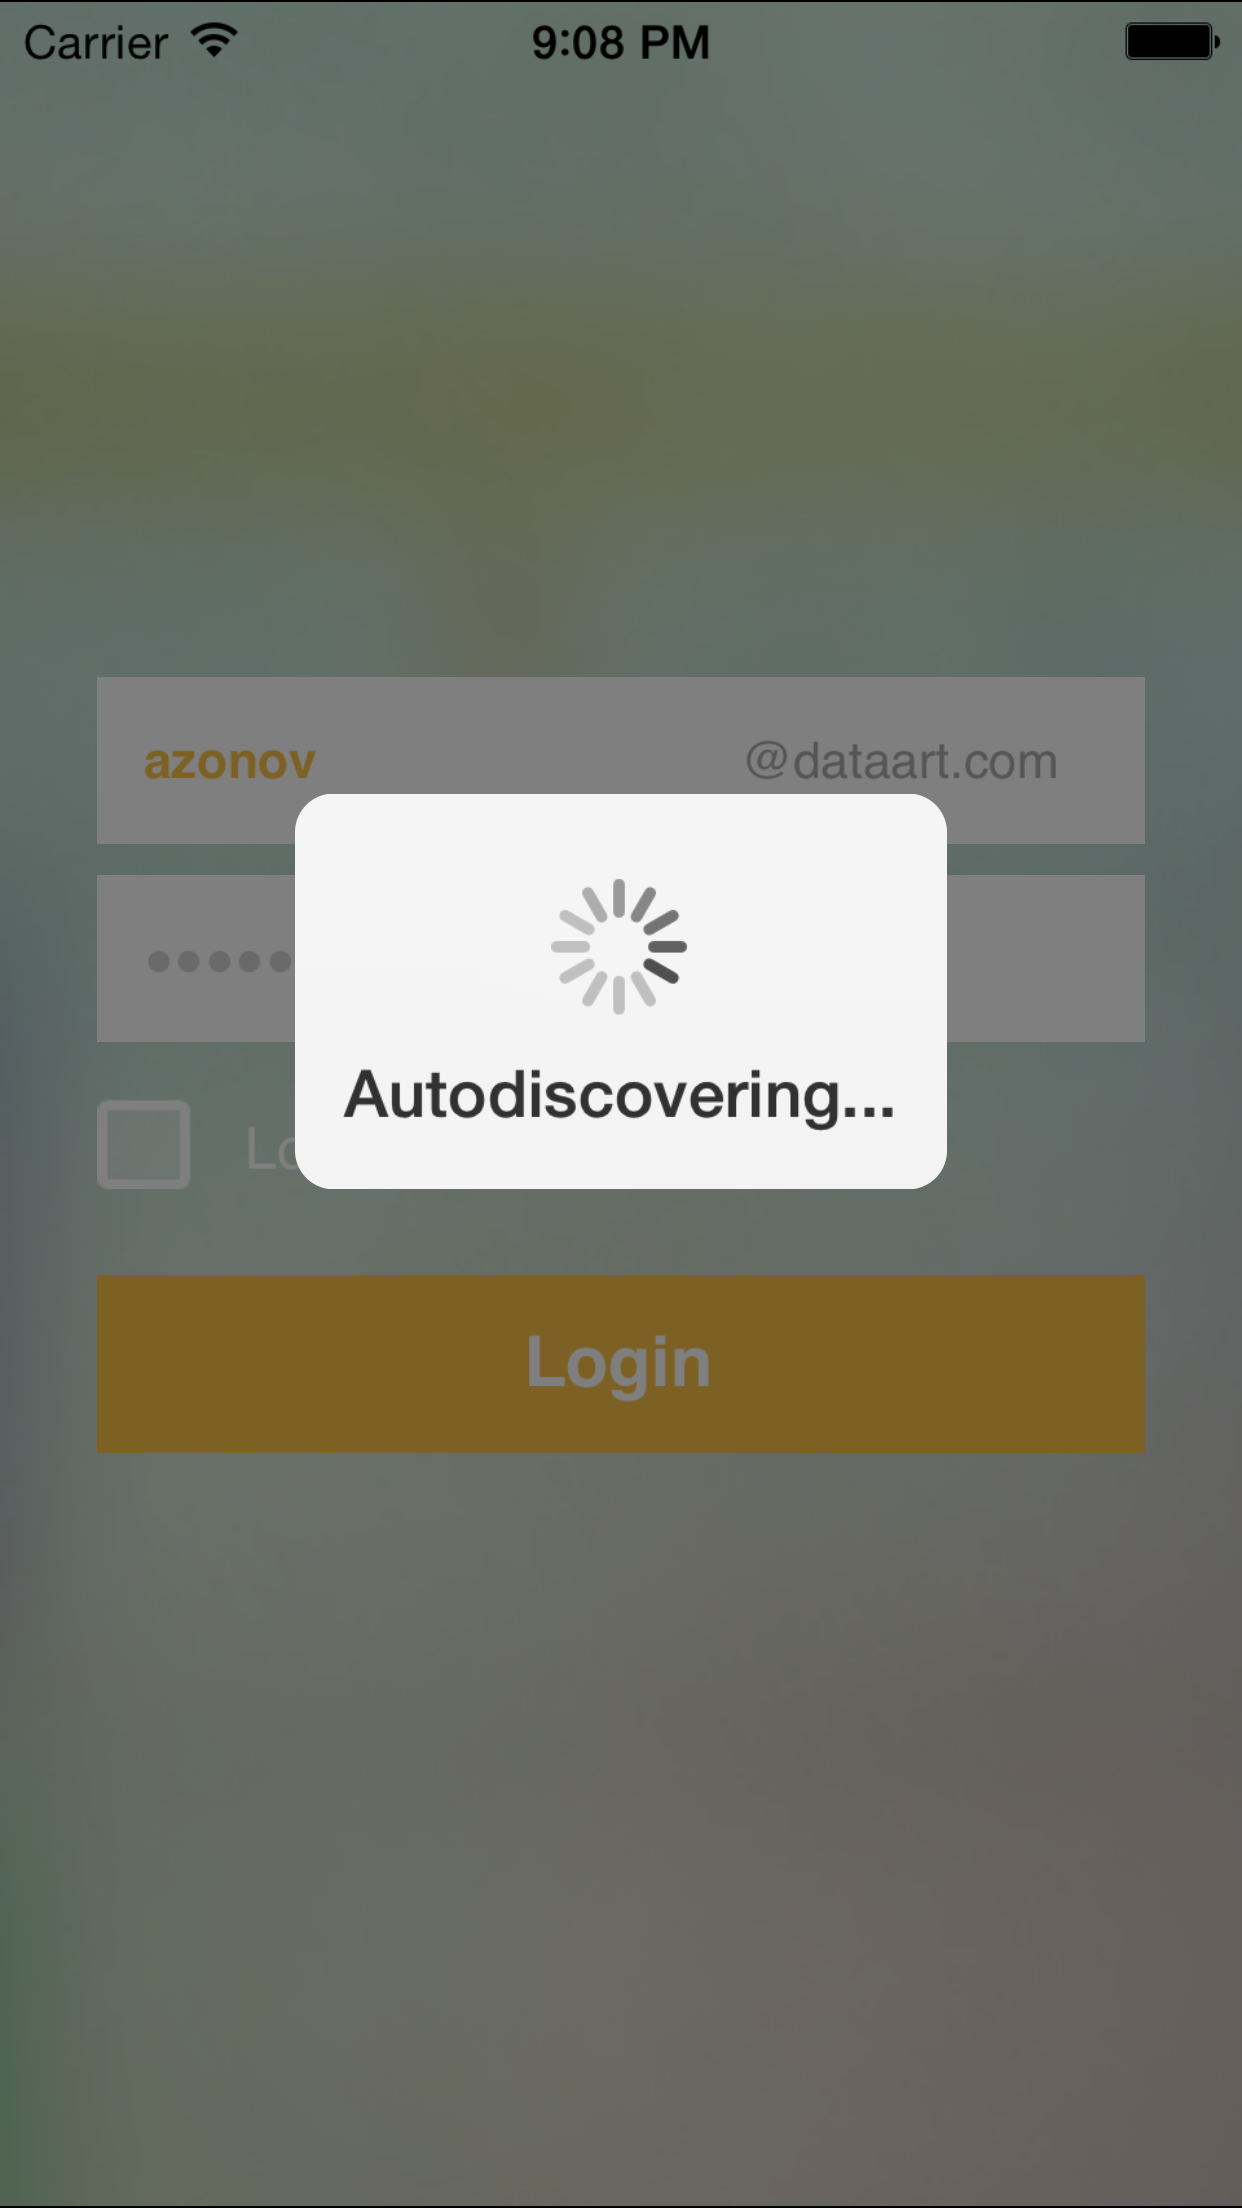 Carrier 9:08 PM
azonov @dataart.com
•••••
Autodiscovering...
Login